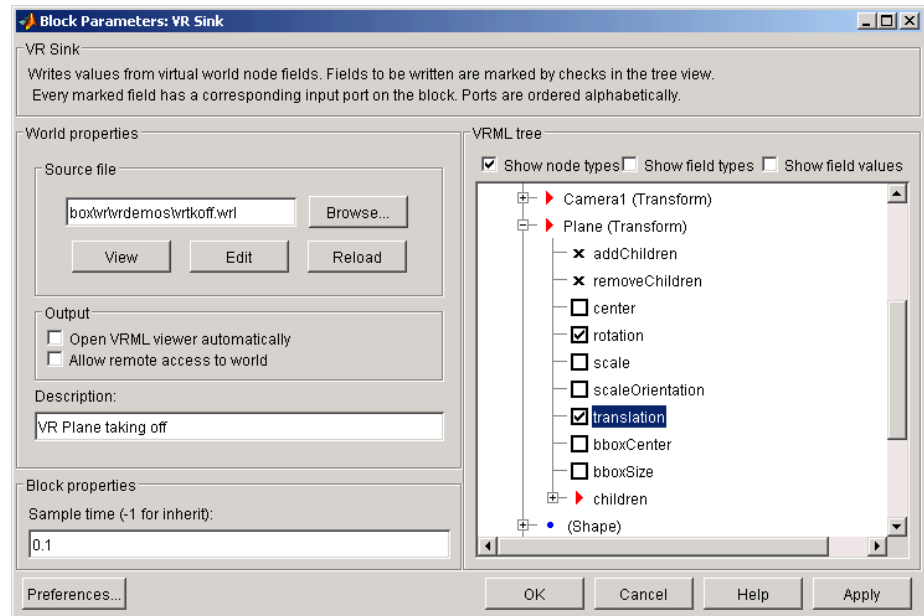 Block Parameters: VR Sink
VR Sink
Writes values from virtual world node fields. Fields to be written are marked by checks in the tree view.
Every marked field has a corresponding input port on the block. Ports are ordered alphabetically.
World properties
Source file
box\vr\vrdemos\vrtkoff.wrl
Browse...
View
Edit
Reload
Output
Open VRML viewer automatically
Allow remote access to world
Description:
VR Plane taking off
Block properties
Sample time (-1 for inherit):
0.1
VRML tree
Show node types
Show field types
Show field values
Camera1 (Transform)
Plane (Transform)
addChildren
removeChildren
center
rotation
scale
scaleOrientation
translation
bboxCenter
bboxSize
children
(Shape)
Preferences...
OK
Cancel
Help
Apply